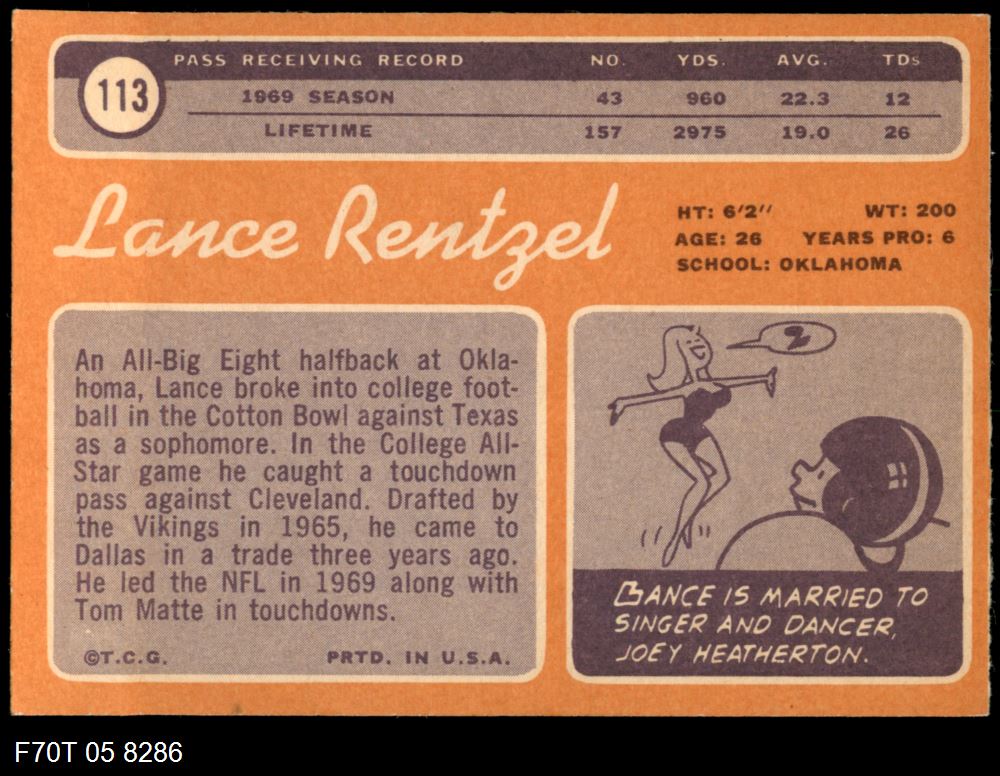 113
PASS RECEIVING RECORD NO. YDS. AVG. TDs
1969 SEASON 43 960 22.3 12
LIFETIME 157 2975 19.0 26
Lance Rentzel
HT: 6'2" WT: 200
AGE: 26 YEARS PRO: 6
SCHOOL: OKLAHOMA
An All-Big Eight halfback at Okla-
homa, Lance broke into college foot-
ball in the Cotton Bowl against Texas
as a sophomore. In the College All-
Star game he caught a touchdown
pass against Cleveland. Drafted by
the Vikings in 1965, he came to
Dallas in a trade three years ago.
He led the NFL in 1969 along with
Tom Matte in touchdowns.
©T.C.G. PRTD. IN U.S.A.
LANCE IS MARRIED TO
SINGER AND DANCER,
JOEY HEATHERTON.
F70T 05 8286